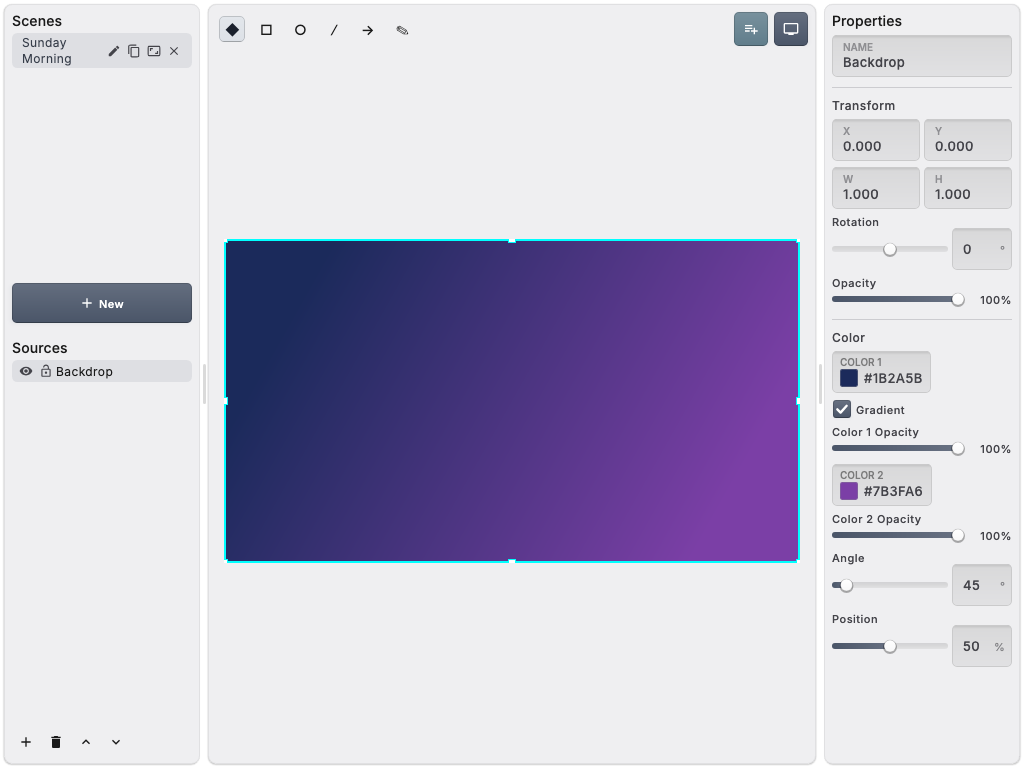 Scenes
Sunday
Morning
New
Sources
Backdrop
Properties
NAME
Backdrop
Transform
X
0.000
Y
0.000
W
1.000
H
1.000
Rotation
0 °
Opacity
100%
Color
COLOR 1
#1B2A5B
Gradient
Color 1 Opacity
100%
COLOR 2
#7B3FA6
Color 2 Opacity
100%
Angle
45 °
Position
50 %